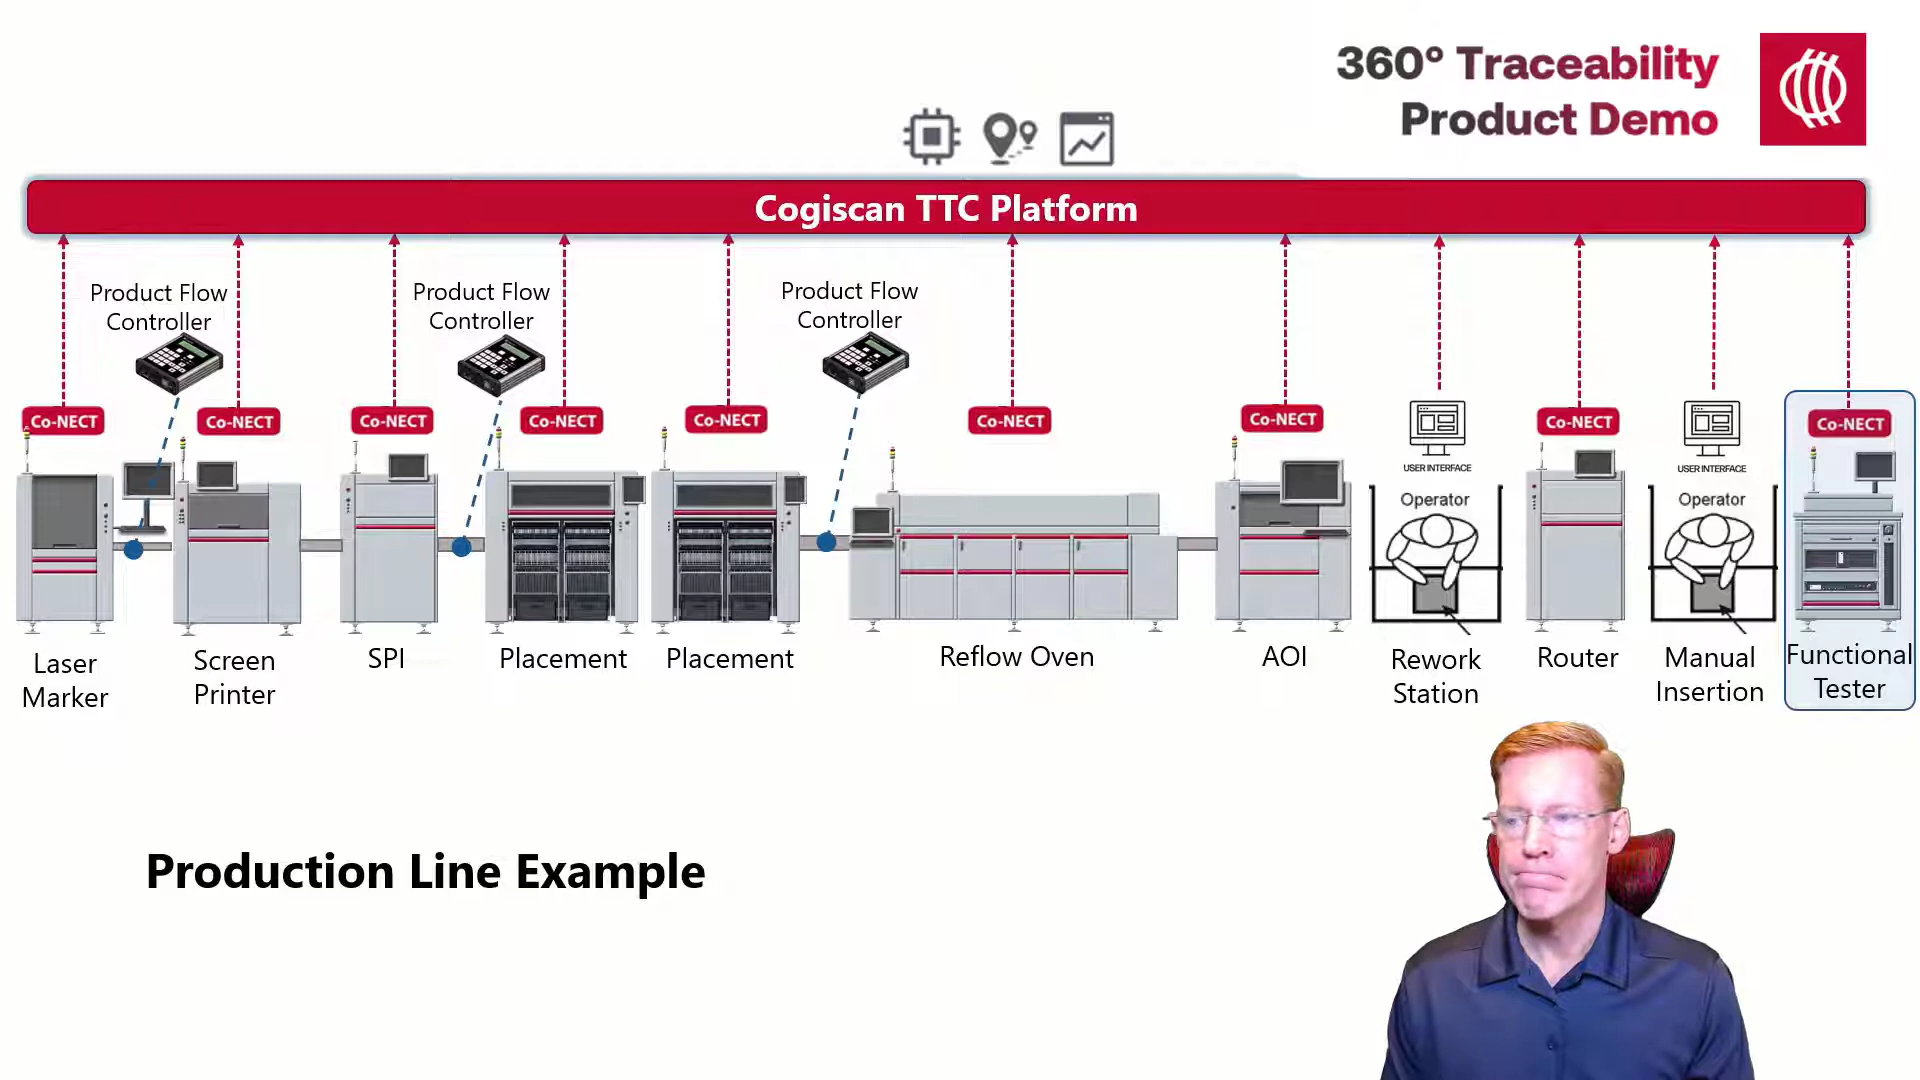 360° Traceability
Product Demo
Cogiscan TTC Platform
Product Flow
Controller
Product Flow
Controller
Product Flow
Controller
Co-NECT
Co-NECT
Co-NECT
Co-NECT
Co-NECT
Co-NECT
Co-NECT
Co-NECT
Co-NECT
USER INTERFACE
USER INTERFACE
Operator
Operator
Laser
Marker
Screen
Printer
SPI
Placement
Placement
Reflow Oven
AOI
Rework
Station
Router
Manual
Insertion
Functional
Tester
Production Line Example